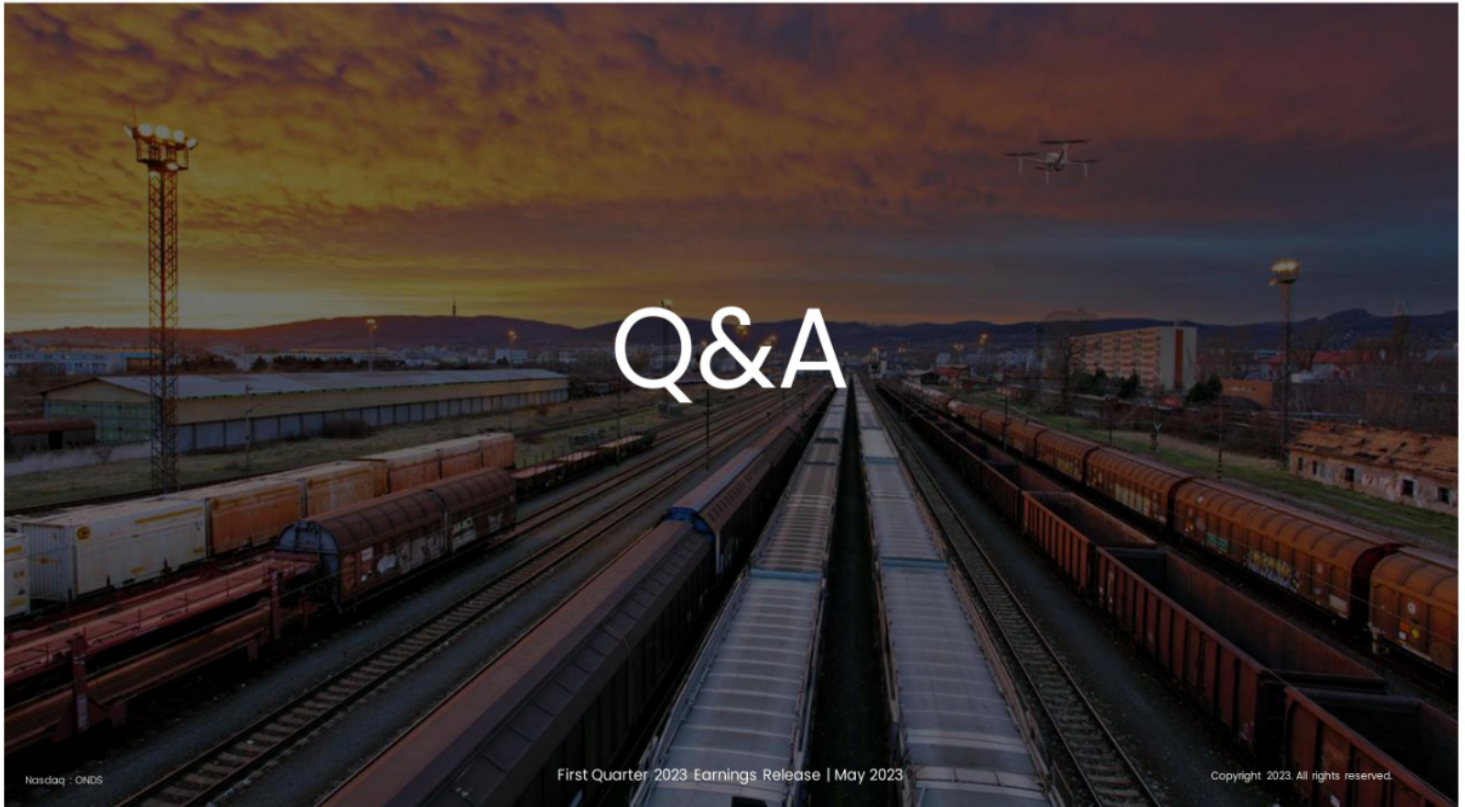 Q&A
Nasdaq : ONDS
First Quarter 2023 Earnings Release | May 2023
Copyright 2023. All rights reserved.